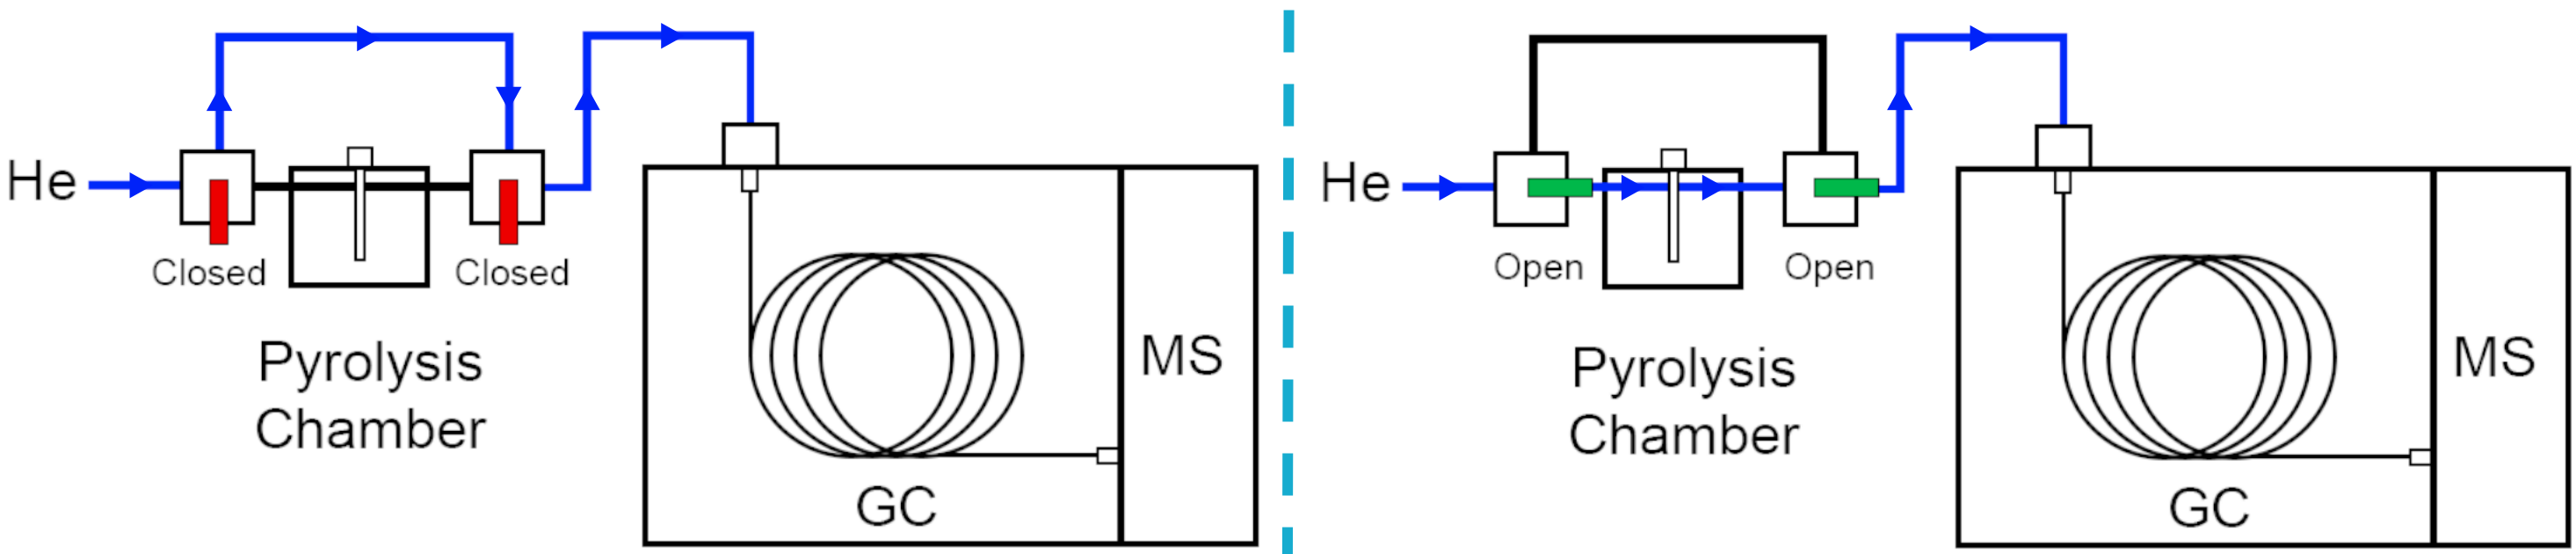 He
Closed
Closed
Pyrolysis
Chamber
GC
MS
He
Open
Open
Pyrolysis
Chamber
GC
MS